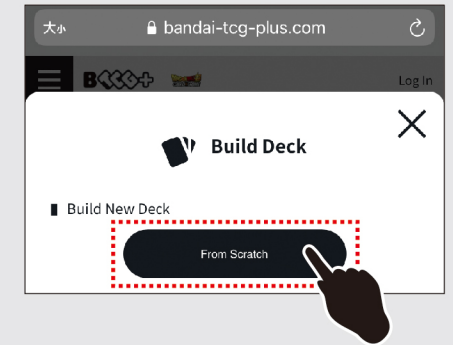 大小 bandai-tcg-plus.com
Log In
Build Deck
Build New Deck
From Scratch